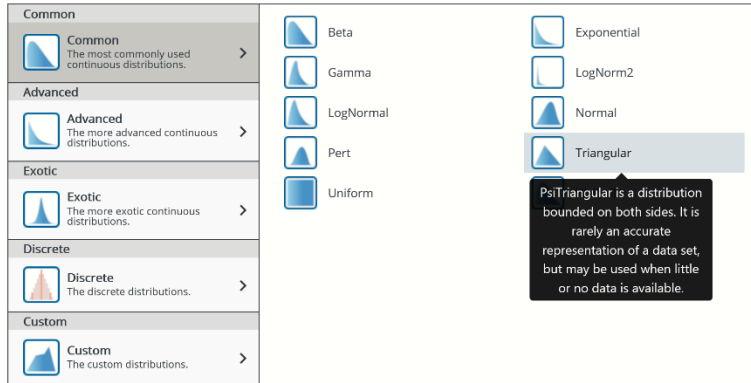 Common
Common
The most commonly used
continuous distributions.
Advanced
Advanced
The more advanced continuous
distributions.
Exotic
Exotic
The more exotic continuous
distributions.
Discrete
Discrete
The discrete distributions.
Custom
Custom
The custom distributions.
Beta
Exponential
Gamma
LogNorm2
LogNormal
Normal
Pert
Triangular
Uniform
PsiTriangular is a distribution
bounded on both sides. It is
rarely an accurate
representation of a data set,
but may be used when little
or no data is available.